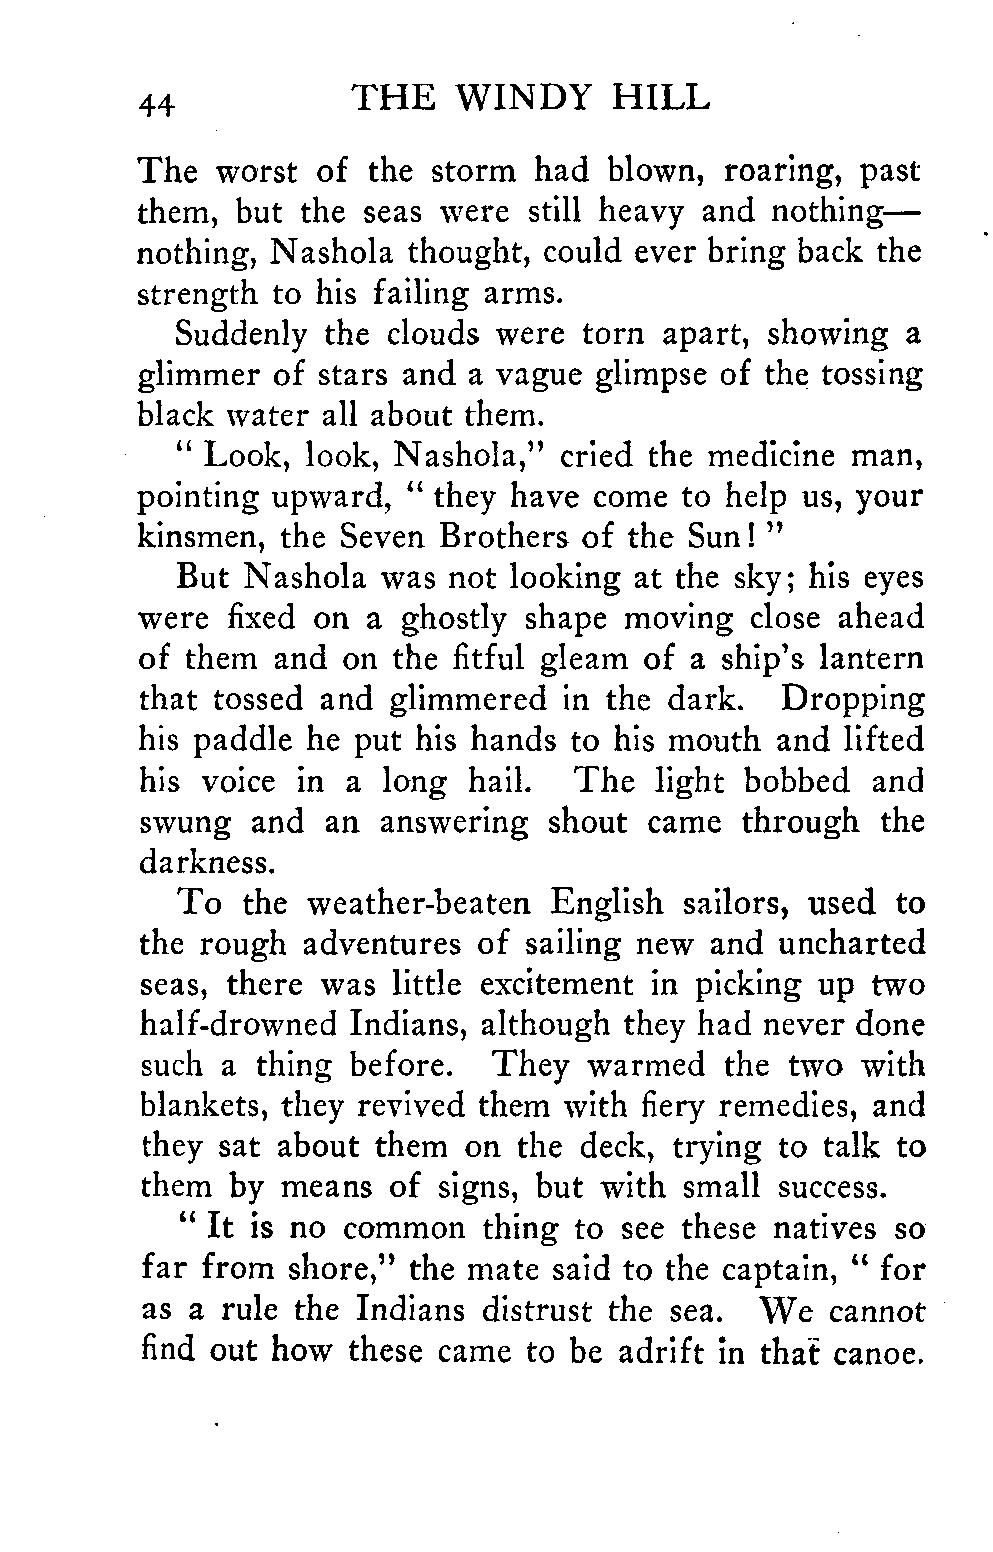 44 THE WINDY HILL
The worst of the storm had blown, roaring, past
them, but the seas were still heavy and nothing—
nothing, Nashola thought, could ever bring back the
strength to his failing arms.
Suddenly the clouds were torn apart, showing a
glimmer of stars and a vague glimpse of the tossing
black water all about them.
" Look, look, Nashola," cried the medicine man,
pointing upward, " they have come to help us, your
kinsmen, the Seven Brothers of the Sun! "
But Nashola was not looking at the sky; his eyes
were fixed on a ghostly shape moving close ahead
of them and on the fitful gleam of a ship's lantern
that tossed and glimmered in the dark. Dropping
his paddle he put his hands to his mouth and lifted
his voice in a long hail. The light bobbed and
swung and an answering shout came through the
darkness.
To the weather-beaten English sailors, used to
the rough adventures of sailing new and uncharted
seas, there was little excitement in picking up two
half-drowned Indians, although they had never done
such a thing before. They warmed the two with
blankets, they revived them with fiery remedies, and
they sat about them on the deck, trying to talk to
them by means of signs, but with small success.
" It is no common thing to see these natives so
far from shore," the mate said to the captain, " for
as a rule the Indians distrust the sea. We cannot
find out how these came to be adrift in that canoe.